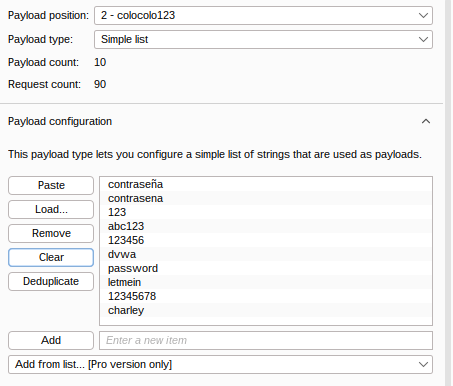 Payload position: 2 - colocolo123
Payload type: Simple list
Payload count: 10
Request count: 90
Payload configuration
This payload type lets you configure a simple list of strings that are used as payloads.
Paste
Load...
Remove
Clear
Deduplicate
contraseña
contrasena
123
abc123
123456
dvwa
password
letmein
12345678
charley
Add
Enter a new item
Add from list... [Pro version only]